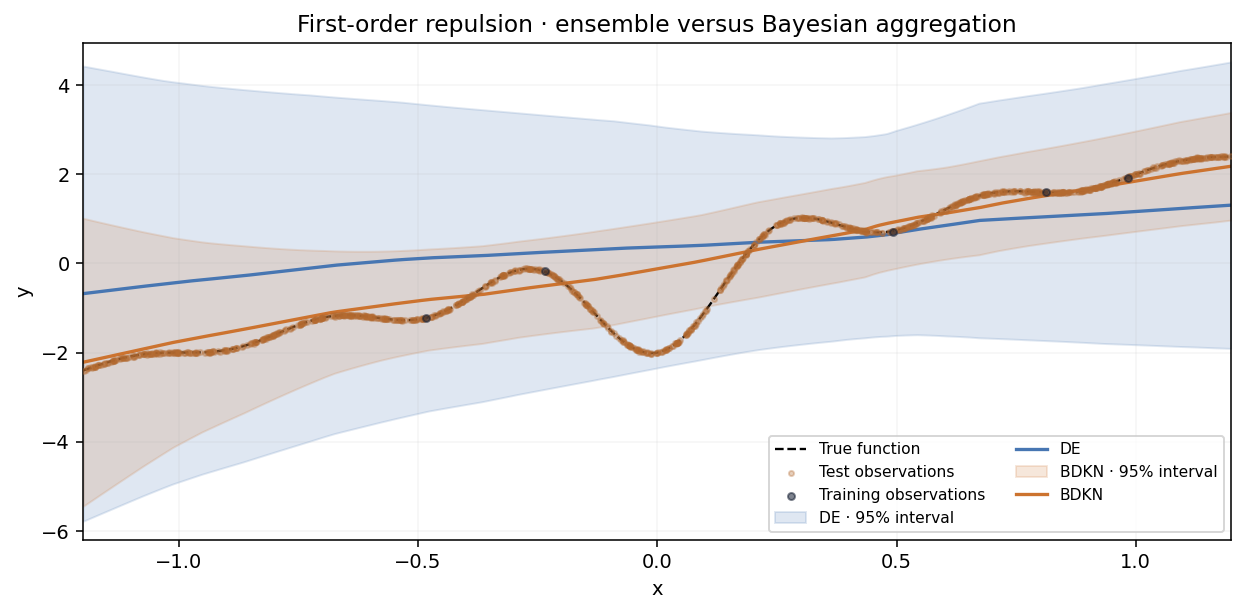 First-order repulsion · ensemble versus Bayesian aggregation
y
4
2
0
−2
−4
−6
−1.0
−0.5
0.0
0.5
1.0
x
True function
Test observations
Training observations
DE · 95% interval
DE
BDKN · 95% interval
BDKN